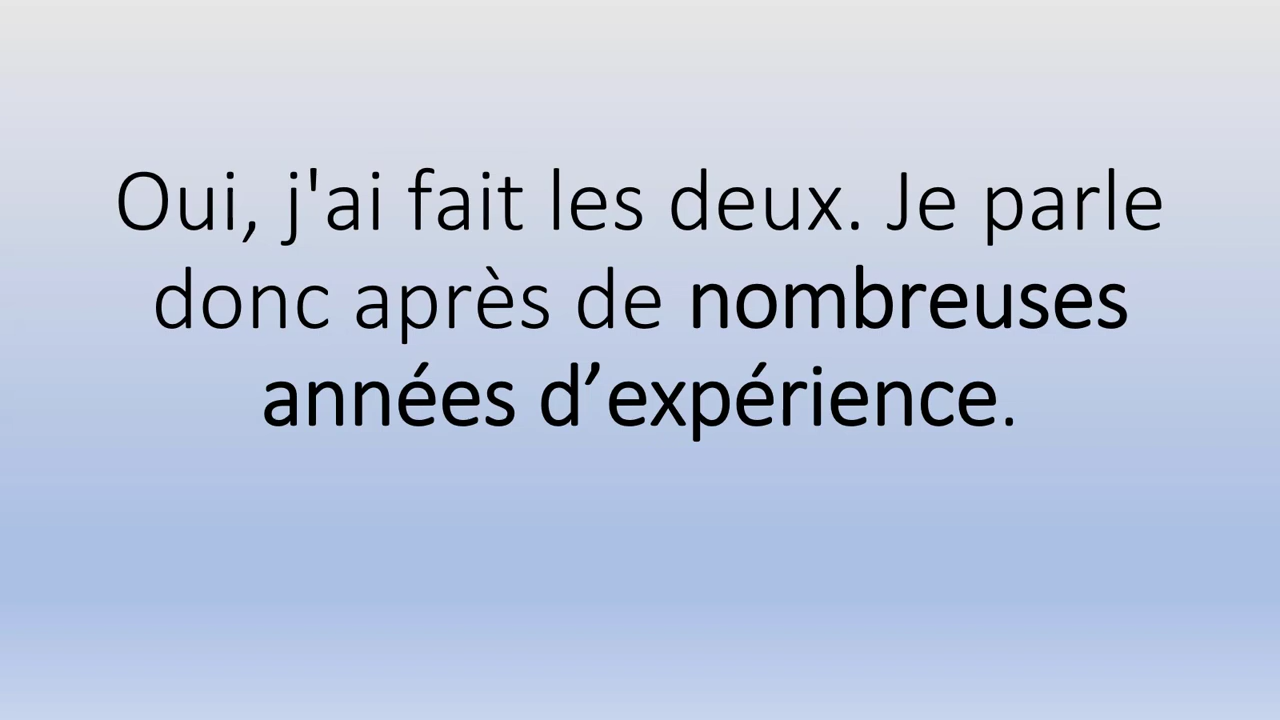 Oui, j'ai fait les deux. Je parle
donc après de nombreuses
années d’expérience.